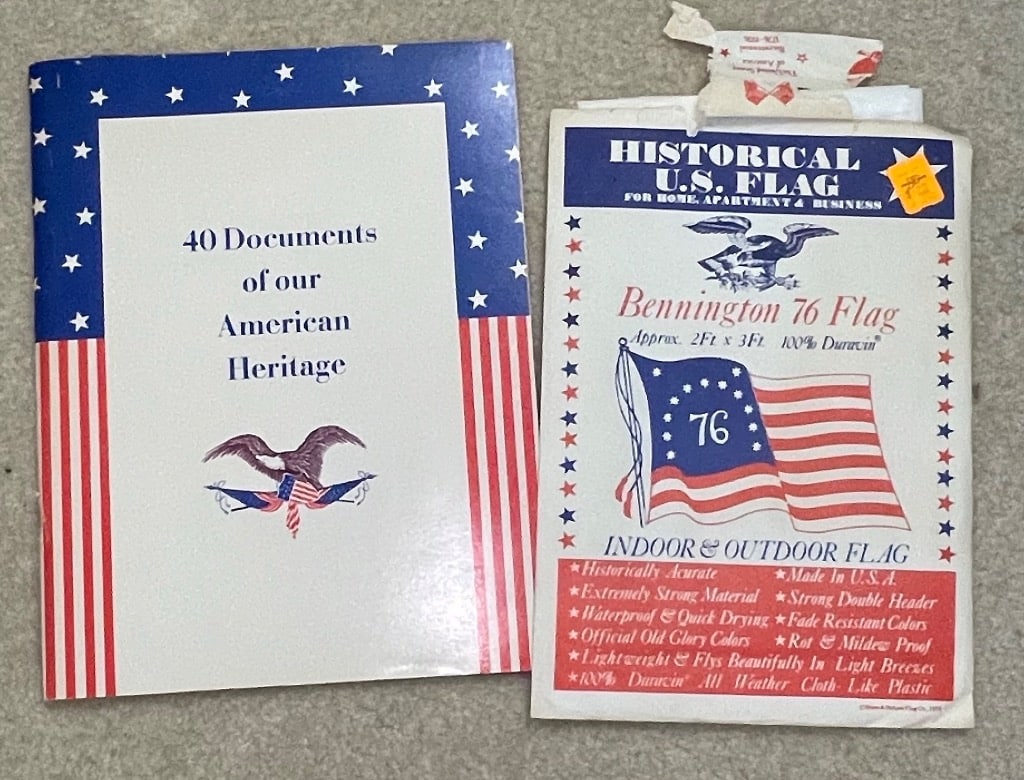 40 Documents
of our
American
Heritage
Bicentennial
of America
HISTORICAL
U.S. FLAG
FOR HOME, APARTMENT & BUSINESS
Bennington 76 Flag
Approx. 2Ft. x 3Ft. 100% Duravin®
76
INDOOR & OUTDOOR FLAG
★Historically Acurate
★Made In U.S.A.
★Extremely Strong Material
★Strong Double Header
★Waterproof & Quick Drying
★Fade Resistant Colors
★Official Old Glory Colors
★Rot & Mildew Proof
★Lightweight & Flys Beautifully In Light Breezes
★100% Duravin® All Weather Cloth-Like Plastic